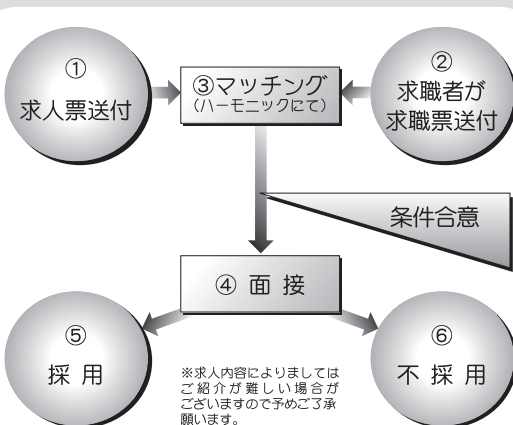 ①
求人票送付
②
求職者が
求職票送付
③マッチング
（ハーモニックにて）
条件合意
④ 面 接
⑤
採 用
⑥
不 採 用
※求人内容によりましては
ご紹介が難しい場合が
ございますので予めご了承
願います。